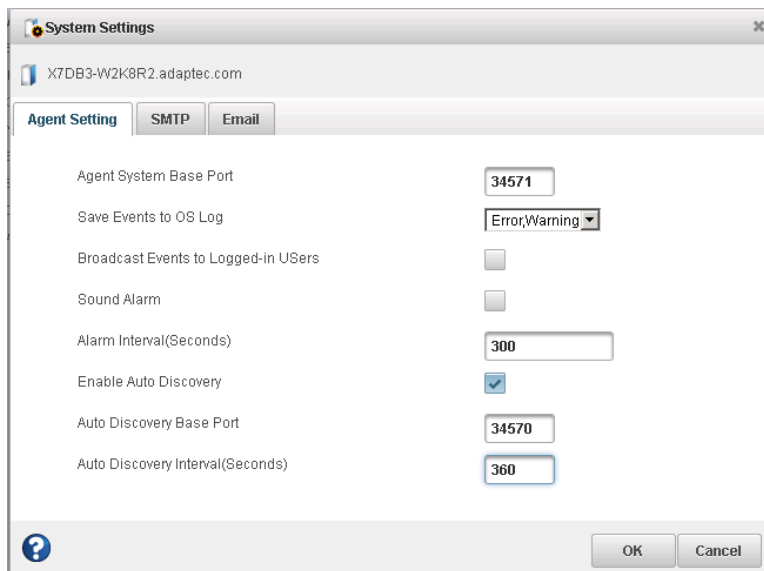 System Settings
X7DB3-W2K8R2.adaptec.com
Agent Setting SMTP Email
Agent System Base Port 34571
Save Events to OS Log Error,Warning
Broadcast Events to Logged-in USers
Sound Alarm
Alarm Interval(Seconds) 300
Enable Auto Discovery
Auto Discovery Base Port 34570
Auto Discovery Interval(Seconds) 360
? OK Cancel